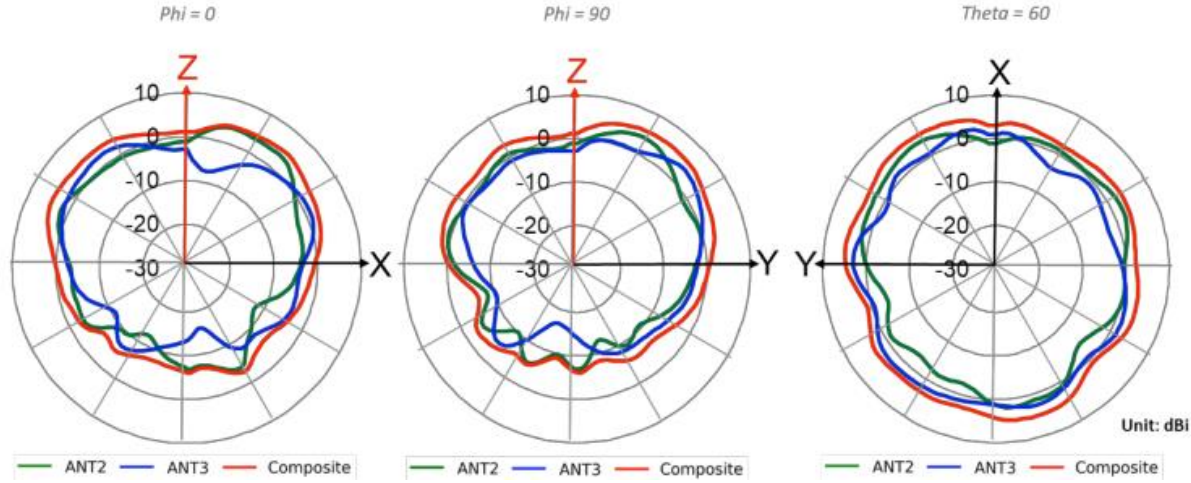 Phi = 0
Phi = 90
Theta = 60
Z
Z
X
10
0
-10
-20
-30
X
10
0
-10
-20
-30
Y
10
0
-10
-20
-30
Y
Unit: dBi
ANT2 ANT3 Composite
ANT2 ANT3 Composite
ANT2 ANT3 Composite